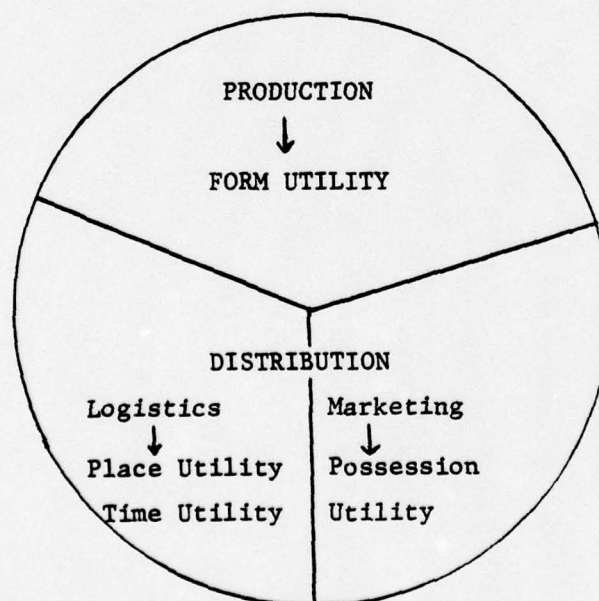 PRODUCTION
FORM UTILITY
DISTRIBUTION
Logistics
Place Utility
Time Utility
Marketing
Possession
Utility